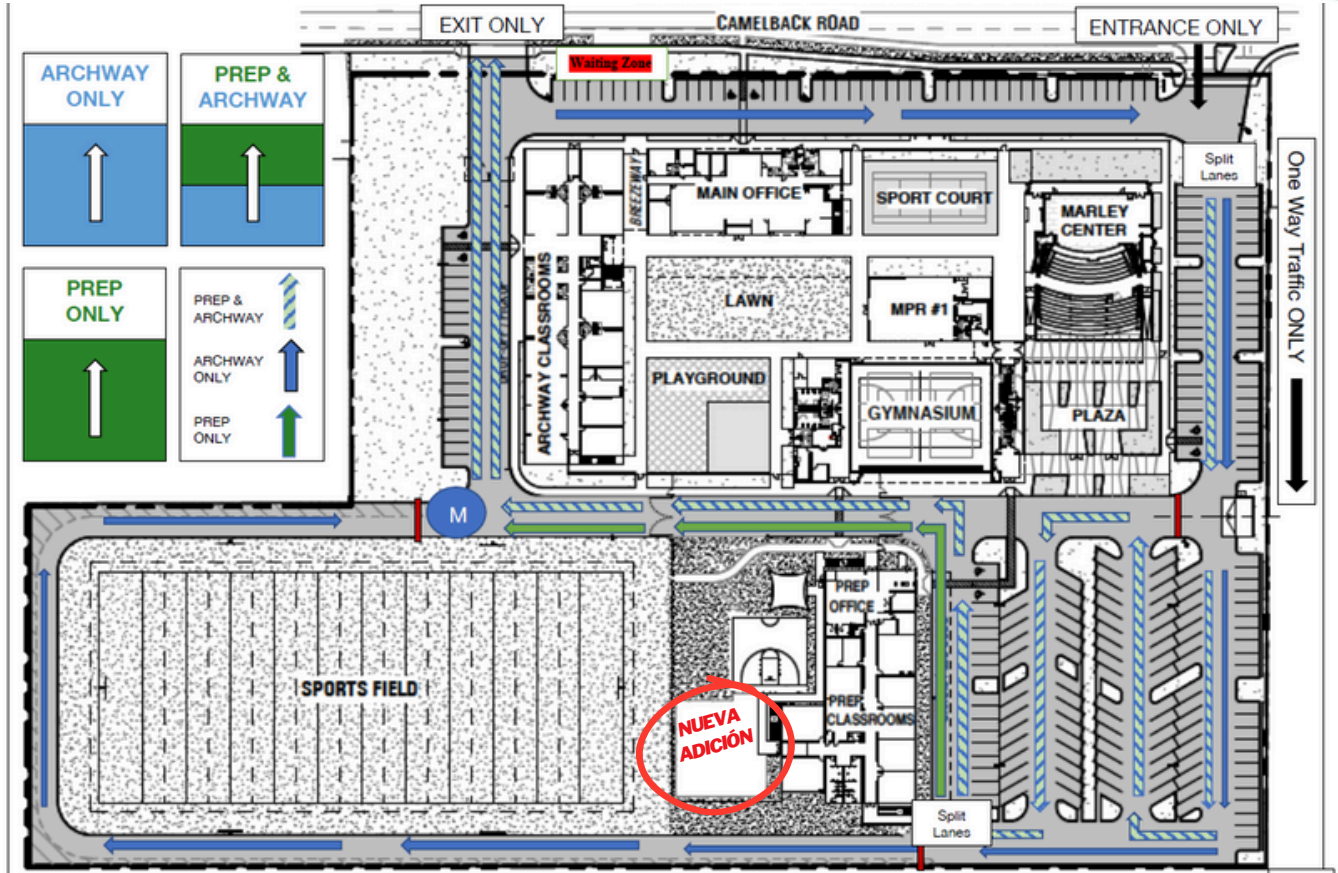 EXIT ONLY
CAMELBACK ROAD
ENTRANCE ONLY
Waiting Zone
ARCHWAY
ONLY
PREP &
ARCHWAY
PREP
ONLY
PREP &
ARCHWAY
ARCHWAY
ONLY
PREP
ONLY
Split
Lanes
One Way Traffic ONLY
BREEZEWAY
MAIN OFFICE
SPORT COURT
MARLEY
CENTER
ARCHWAY CLASSROOMS
LAWN
MPR #1
PLAYGROUND
GYMNASIUM
PLAZA
M
PREP
OFFICE
SPORTS FIELD
NUEVA
ADICIÓN
PREP
CLASSROOMS
Split
Lanes